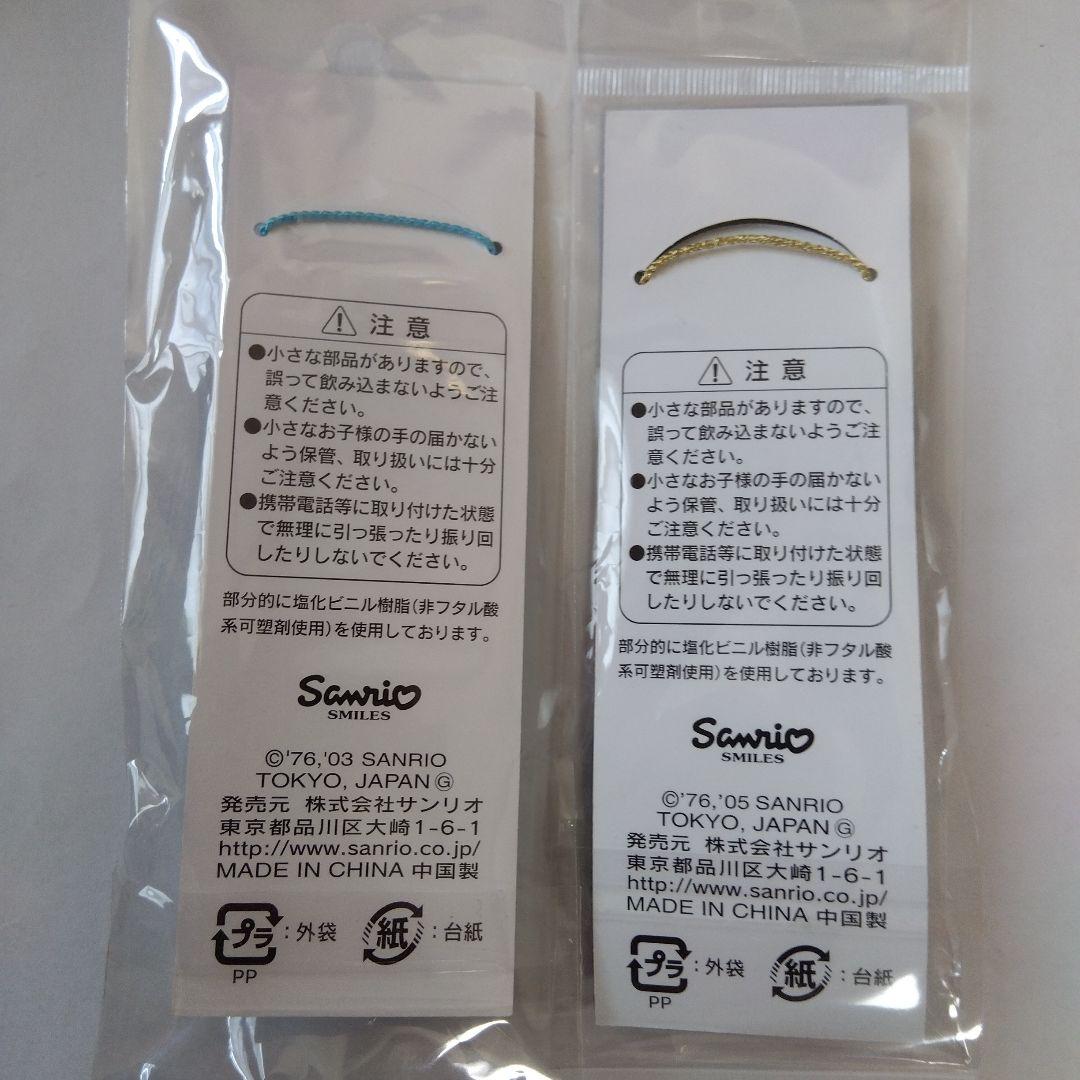 ⚠ 注意
●小さな部品がありますので、
誤って飲み込まないようご注
意ください。
●小さなお子様の手の届かない
よう保管、取り扱いには十分
ご注意ください。
●携帯電話等に取り付けた状態
で無理に引っ張ったり振り回
したりしないでください。
部分的に塩化ビニル樹脂(非フタル酸
系可塑剤使用)を使用しております。
Sanrio
SMILES
©'76,'03 SANRIO
TOKYO, JAPAN Ⓖ
発売元 株式会社サンリオ
東京都品川区大崎1-6-1
http://www.sanrio.co.jp/
MADE IN CHINA 中国製
プラ:外袋 紙:台紙
PP
⚠ 注意
●小さな部品がありますので、
誤って飲み込まないようご注
意ください。
●小さなお子様の手の届かない
よう保管、取り扱いには十分
ご注意ください。
●携帯電話等に取り付けた状態
で無理に引っ張ったり振り回
したりしないでください。
部分的に塩化ビニル樹脂(非フタル酸
系可塑剤使用)を使用しております。
Sanrio
SMILES
©'76,'05 SANRIO
TOKYO, JAPAN Ⓖ
発売元 株式会社サンリオ
東京都品川区大崎1-6-1
http://www.sanrio.co.jp/
MADE IN CHINA 中国製
プラ:外袋 紙:台紙
PP